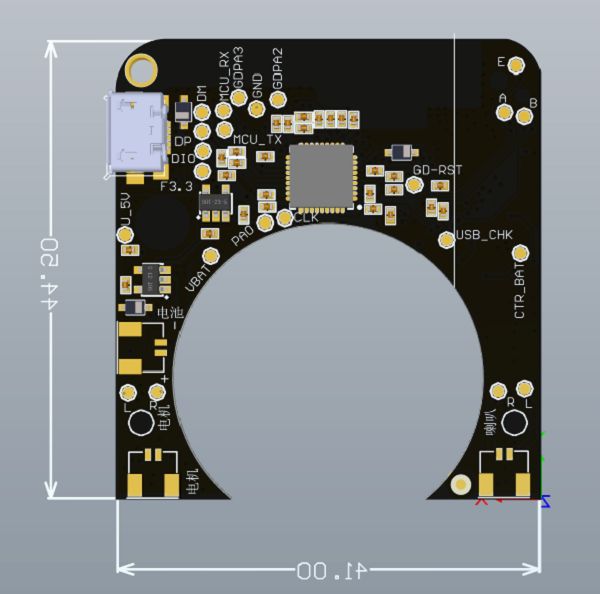 E
A
B
DM
MCU_RX
GDPA3
GND
GDPA2
DP
MCU_TX
DIO
F3.3
GD-RST
CLK
PA0
USB_CHK
VBAT
CTR_BAT
电池
-
+
L
R
电机
R
L
喇叭
电机
44.50
41.00
X
Z